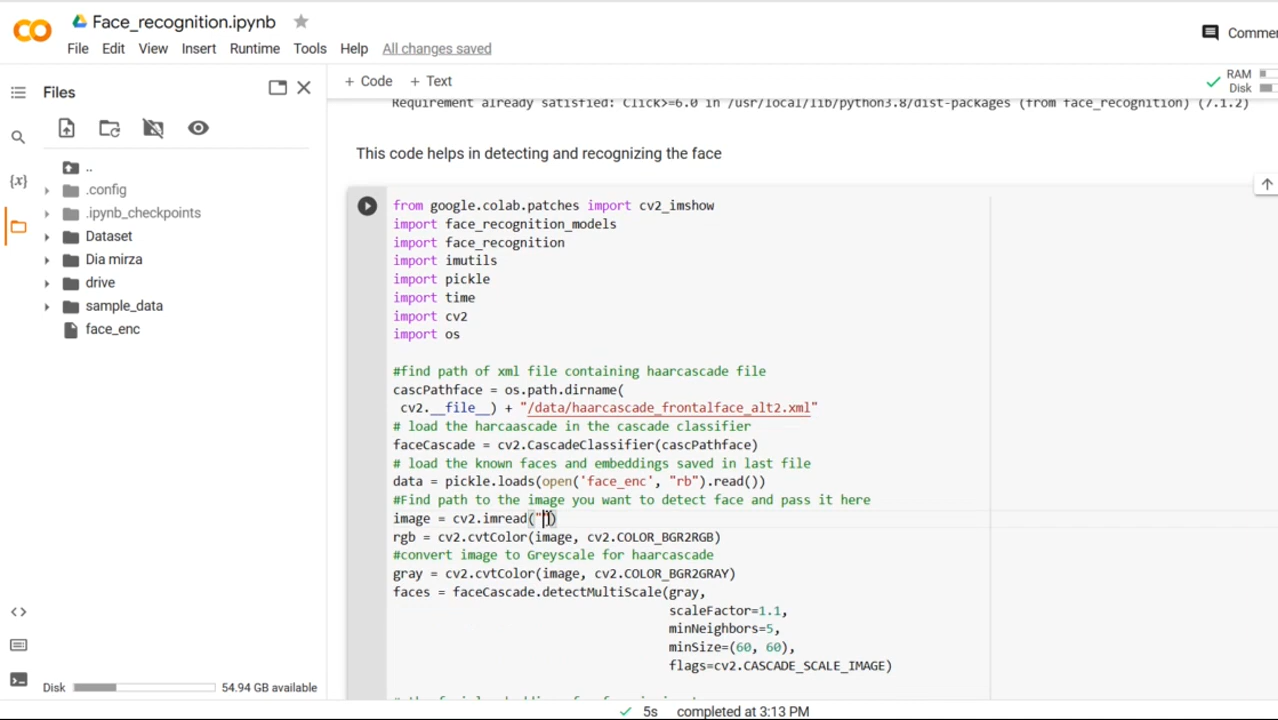 Face_recognition.ipynb
File Edit View Insert Runtime Tools Help All changes saved
Files
+ Code + Text
RAM
Disk
Requirement already satisfied: Click>=6.0 in /usr/local/lib/python3.8/dist-packages (from face_recognition) (7.1.2)
This code helps in detecting and recognizing the face
..
.config
.ipynb_checkpoints
Dataset
Dia mirza
drive
sample_data
face_enc
{x}
from google.colab.patches import cv2_imshow
import face_recognition_models
import face_recognition
import imutils
import pickle
import time
import cv2
import os
#find path of xml file containing haarcascade file
cascPathface = os.path.dirname(
cv2.__file__) + "/data/haarcascade_frontalface_alt2.xml"
# load the harcaascade in the cascade classifier
faceCascade = cv2.CascadeClassifier(cascPathface)
# load the known faces and embeddings saved in last file
data = pickle.loads(open('face_enc', "rb").read())
#Find path to the image you want to detect face and pass it here
image = cv2.imread("")
rgb = cv2.cvtColor(image, cv2.COLOR_BGR2RGB)
#convert image to Greyscale for haarcascade
gray = cv2.cvtColor(image, cv2.COLOR_BGR2GRAY)
faces = faceCascade.detectMultiScale(gray,
scaleFactor=1.1,
minNeighbors=5,
minSize=(60, 60),
flags=cv2.CASCADE_SCALE_IMAGE)
Disk 54.94 GB available
5s completed at 3:13 PM